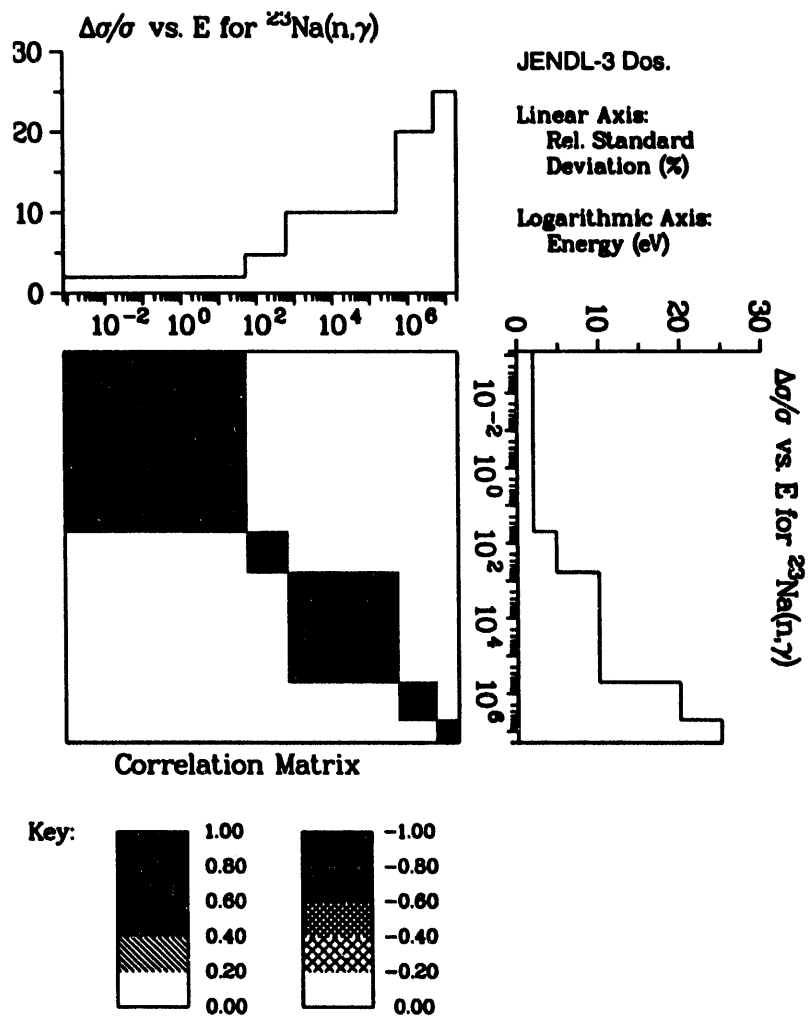 Δσ/σ vs. E for ²³Na(n,γ)
30
20
10
0
10⁻² 10⁰ 10² 10⁴ 10⁶
JENDL-3 Dos.
Linear Axis:
Rel. Standard
Deviation (%)
Logarithmic Axis:
Energy (eV)
0 10 20 30
10⁻²
10⁰
10²
10⁴
10⁶
Δσ/σ vs. E for ²³Na(n,γ)
Correlation Matrix
Key:
1.00
0.80
0.60
0.40
0.20
0.00
-1.00
-0.80
-0.60
-0.40
-0.20
0.00